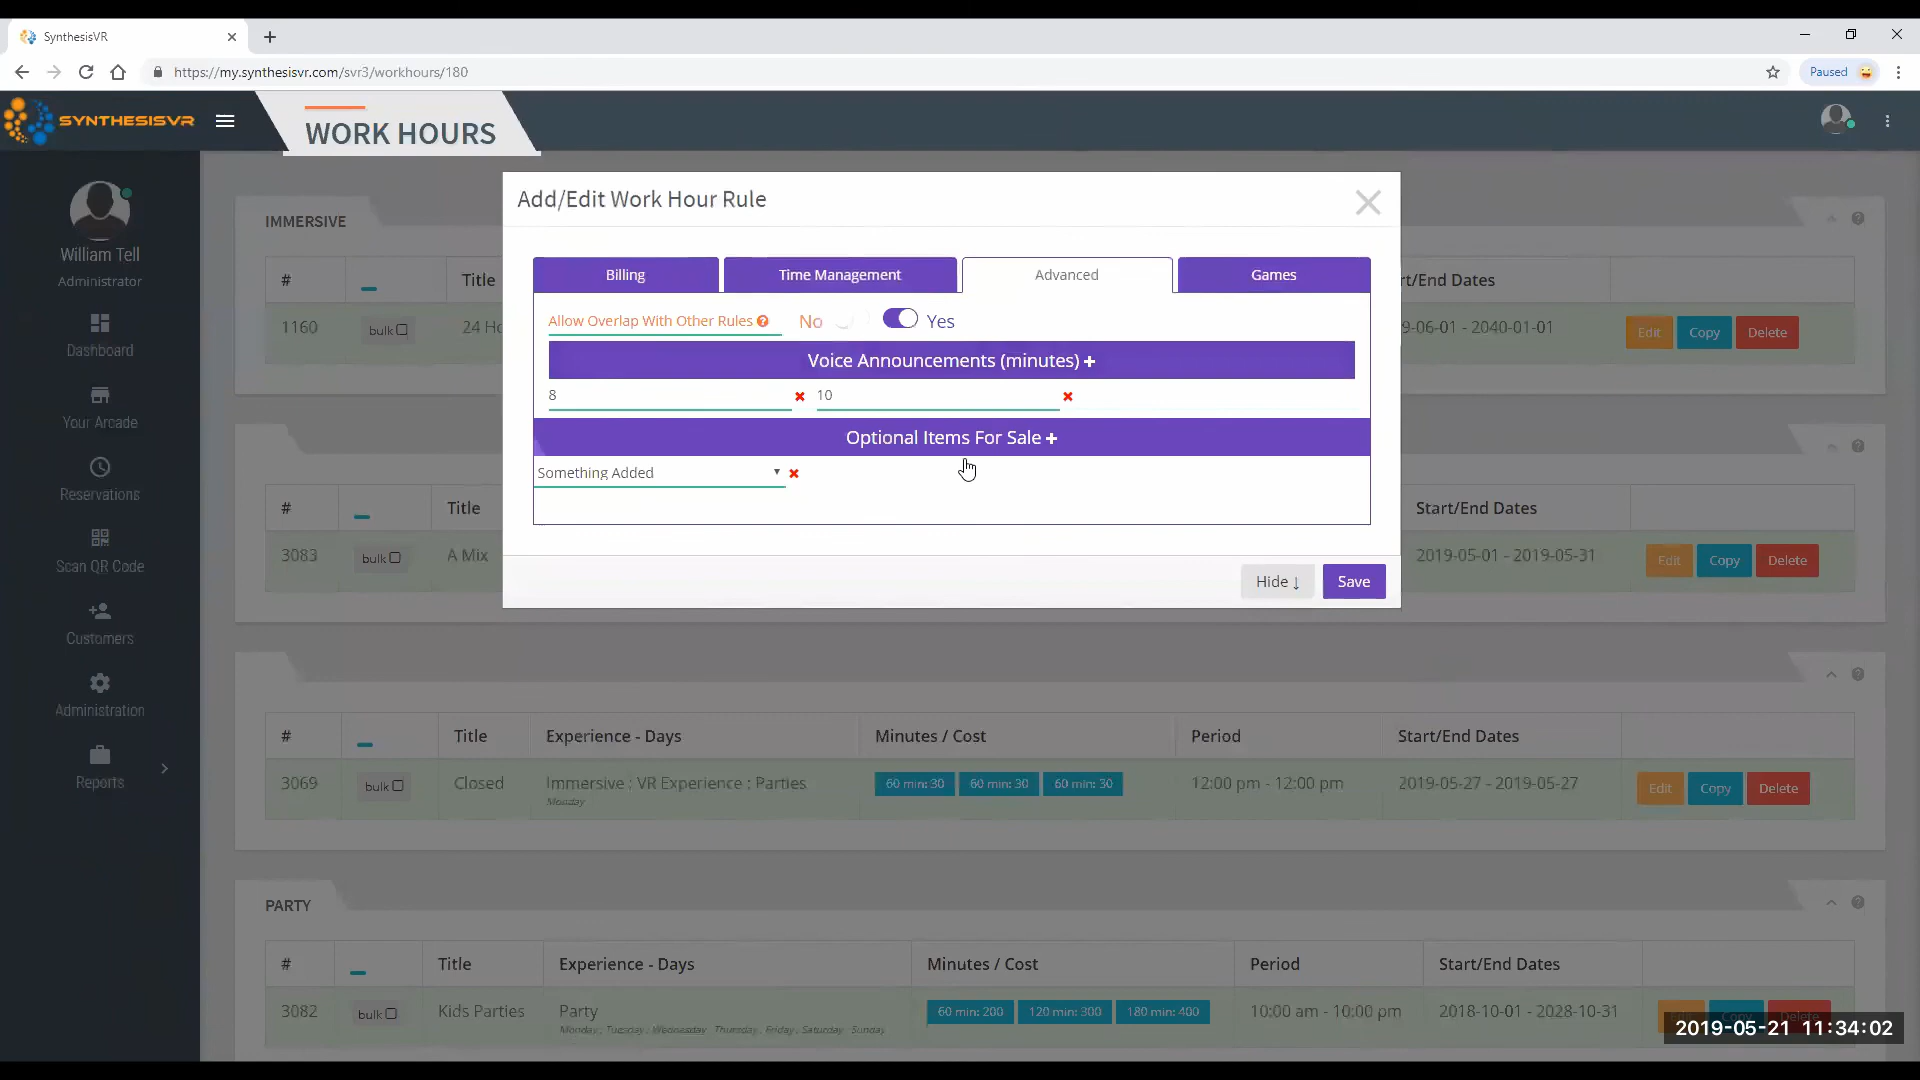 SynthesisVR
https://my.synthesisvr.com/svr3/workhours/180
Paused
SYNTHESISVR
WORK HOURS
William Tell
Administrator
Dashboard
Your Arcade
Reservations
Scan QR Code
Customers
Administration
Reports
Add/Edit Work Hour Rule
Billing
Time Management
Advanced
Games
Allow Overlap With Other Rules
No
Yes
Voice Announcements (minutes)
8
10
Optional Items For Sale
Something Added
Hide ↓
Save
IMMERSIVE
# Title rt/End Dates
1160 bulk 24 Ho 9-06-01 - 2040-01-01 Edit Copy Delete
# Title Start/End Dates
3083 bulk A Mix 2019-05-01 - 2019-05-31 Edit Copy Delete
# Title Experience - Days Minutes / Cost Period Start/End Dates
3069 bulk Closed Immersive : VR Experience : Parties 60 min: 30 60 min: 30 60 min: 30 12:00 pm - 12:00 pm 2019-05-27 - 2019-05-27 Edit Copy Delete
Monday
PARTY
# Title Experience - Days Minutes / Cost Period Start/End Dates
3082 bulk Kids Parties Party 60 min: 200 120 min: 300 180 min: 400 10:00 am - 10:00 pm 2018-10-01 - 2028-10-31 Copy Delete
Monday , Tuesday , Wednesday , Thursday , Friday , Saturday , Sunday
2019-05-21 11:34:02